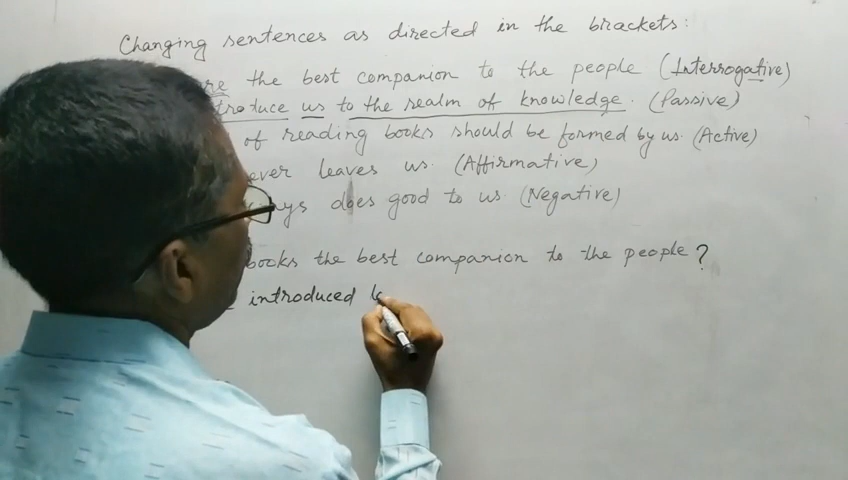 Changing sentences as directed in the brackets:
the best companion to the people (Interrogative)
us to the realm of knowledge. (Passive)
of reading books should be formed by us. (Active)
leaves us. (Affirmative)
does good to us. (Negative)
books the best companion to the people?
introduced